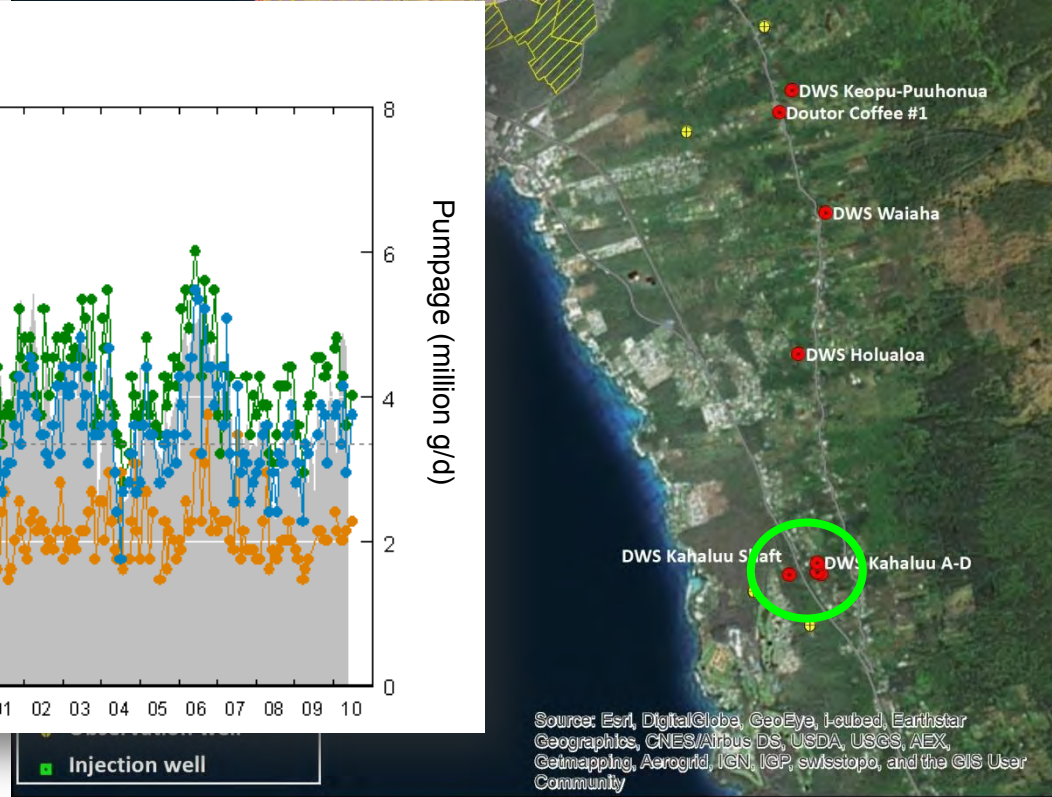 8
6
4
2
0
Pumpage (million g/d)
01 02 03 04 05 06 07 08 09 10
Observation well
Injection well
DWS Keopu-Puuhonua
Doutor Coffee #1
DWS Waiaha
DWS Holualoa
DWS Kahaluu Shaft
DWS Kahaluu A-D
Source: Esri, DigitalGlobe, GeoEye, i-cubed, Earthstar
Geographics, CNES/Airbus DS, USDA, USGS, AEX,
Getmapping, Aerogrid, IGN, IGP, swisstopo, and the GIS User
Community